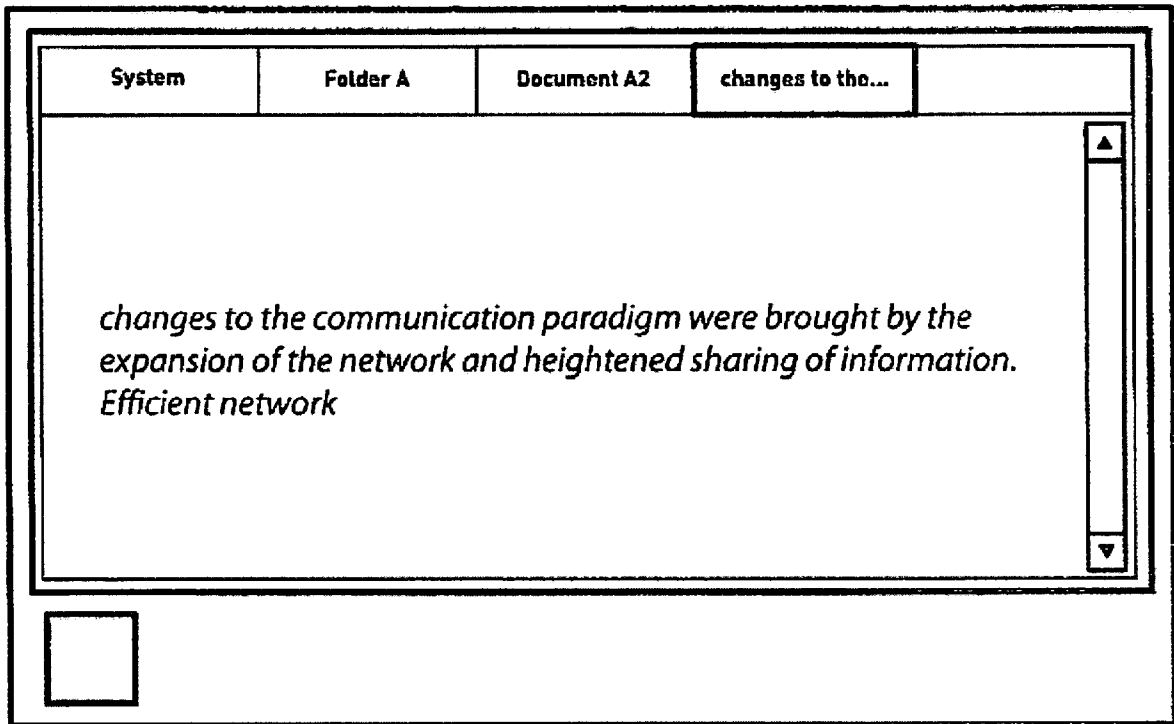 System Folder A Document A2 changes to the...
changes to the communication paradigm were brought by the
expansion of the network and heightened sharing of information.
Efficient network